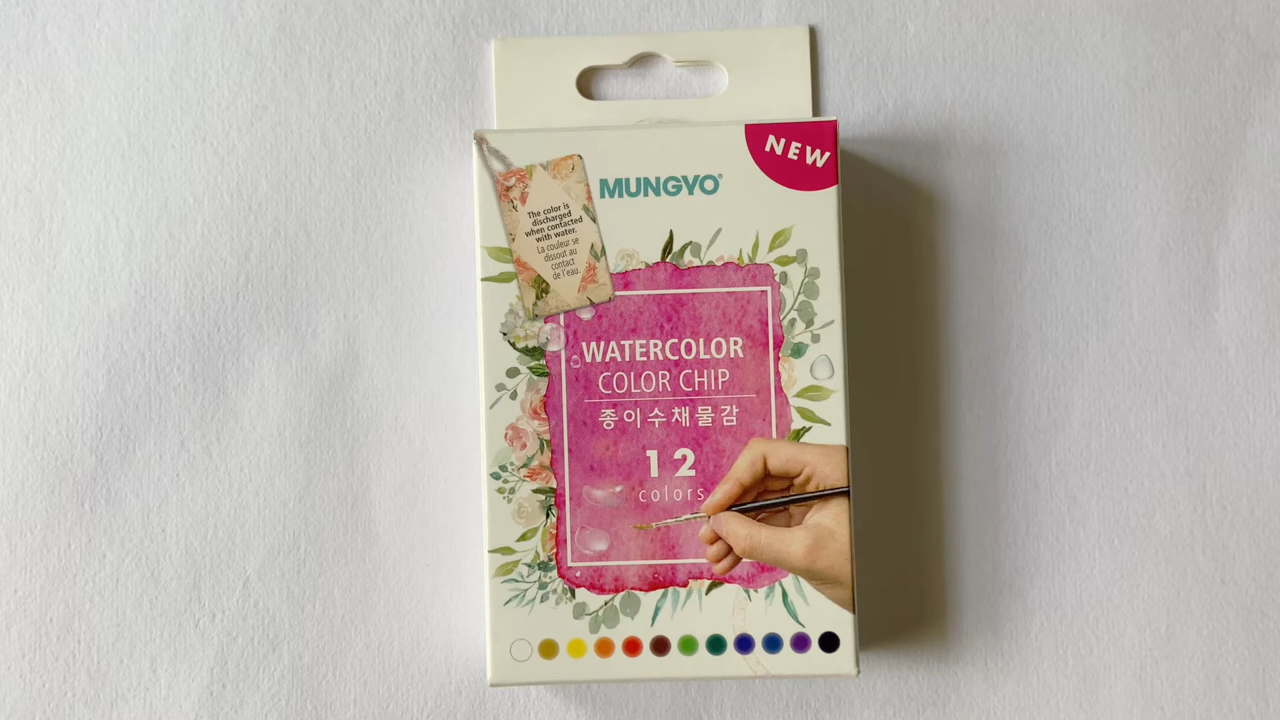 NEW
MUNGYO®
The color is
discharged
when contacted
with water.
La couleur se
dissout au
contact
de l'eau.
WATERCOLOR
COLOR CHIP
종이수채물감
12
colors